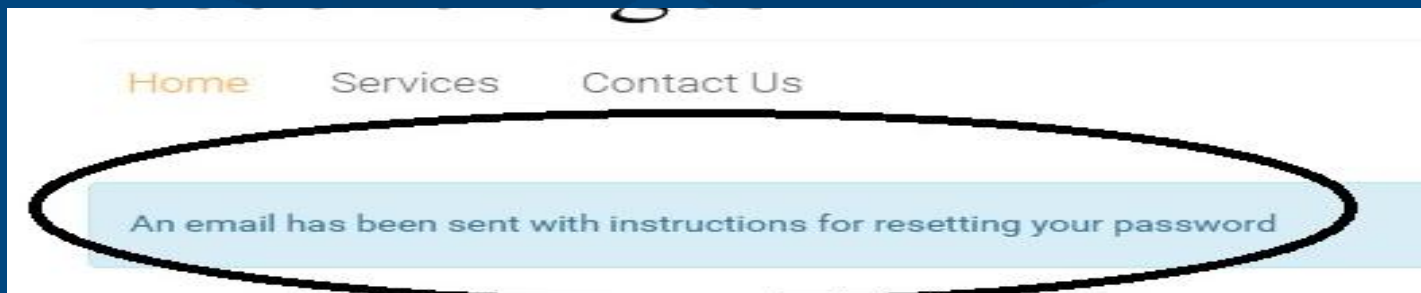 Home Services Contact Us
An email has been sent with instructions for resetting your password